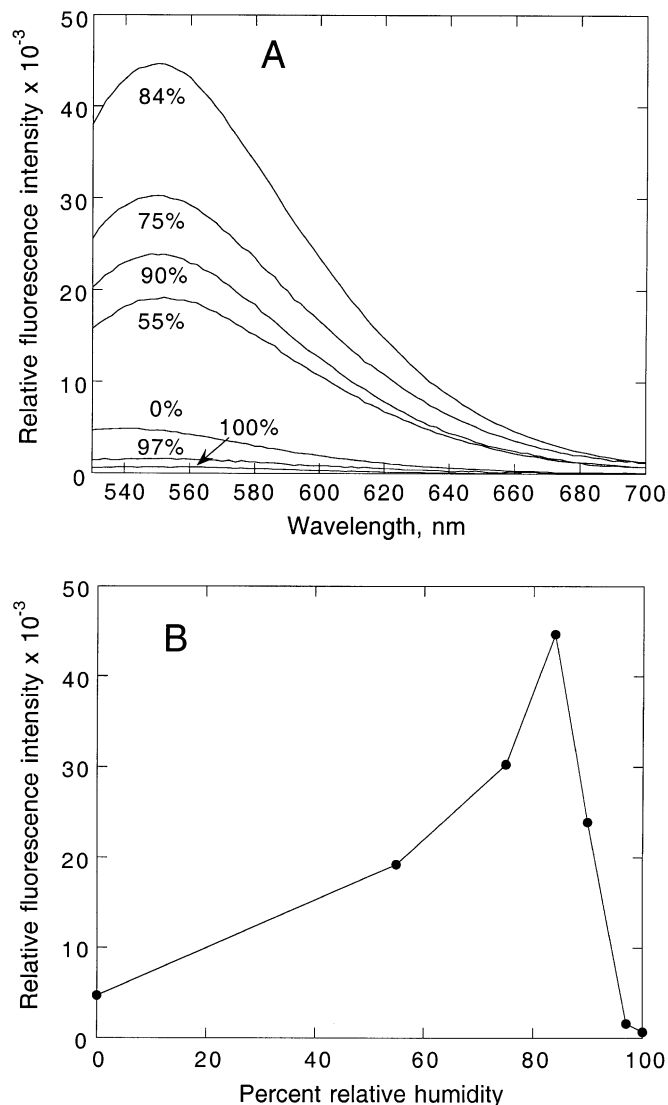 A
Relative fluorescence intensity x 10-3
50
40
30
20
10
0
84%
75%
90%
55%
0%
100%
97%
540 560 580 600 620 640 660 680 700
Wavelength, nm
B
Relative fluorescence intensity x 10-3
50
40
30
20
10
0
0 20 40 60 80 100
Percent relative humidity